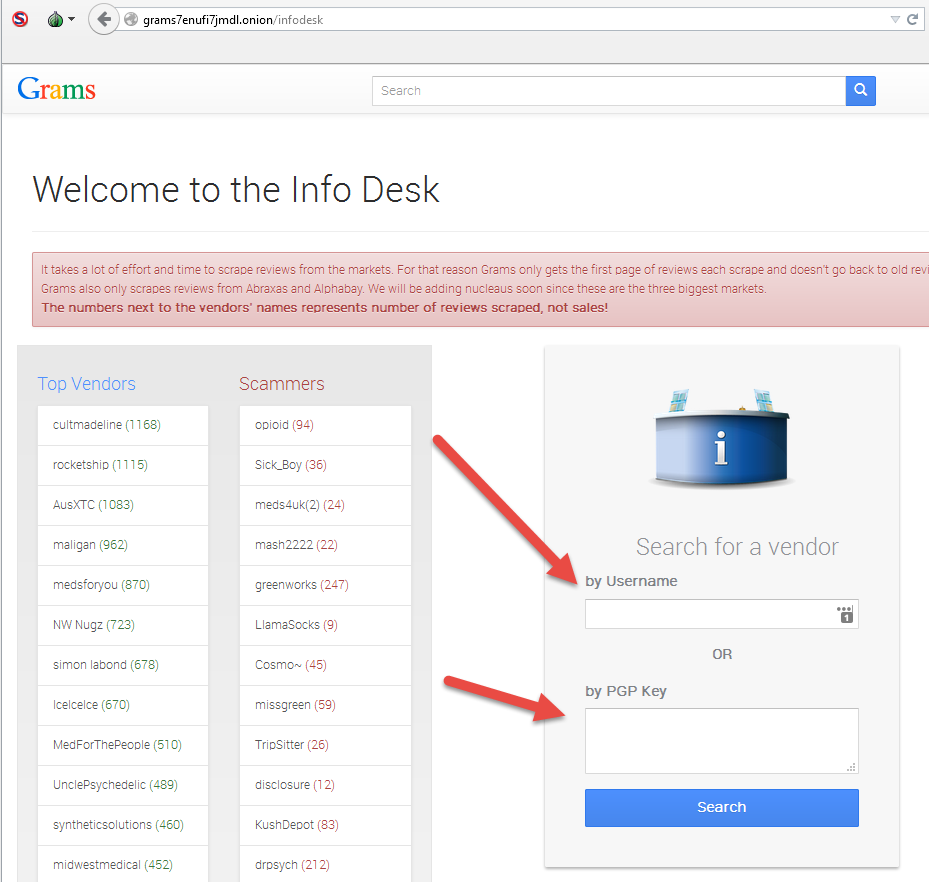 grams7enufi7jmdl.onion/infodesk
Grams
Search
Welcome to the Info Desk
It takes a lot of effort and time to scrape reviews from the markets. For that reason Grams only gets the first page of reviews each scrape and doesn't go back to old revi
Grams also only scrapes reviews from Abraxas and Alphabay. We will be adding nucleaus soon since these are the three biggest markets.
The numbers next to the vendors' names represents number of reviews scraped, not sales!
Top Vendors
cultmadeline (1168)
rocketship (1115)
AusXTC (1083)
maligan (962)
medsforyou (870)
NW Nugz (723)
simon labond (678)
IceIceIce (670)
MedForThePeople (510)
UnclePsychedelic (489)
syntheticsolutions (460)
midwestmedical (452)
Scammers
opioid (94)
Sick_Boy (36)
meds4uk(2) (24)
mash2222 (22)
greenworks (247)
LlamaSocks (9)
Cosmo~ (45)
missgreen (59)
TripSitter (26)
disclosure (12)
KushDepot (83)
drpsych (212)
i
Search for a vendor
by Username
1
OR
by PGP Key
Search